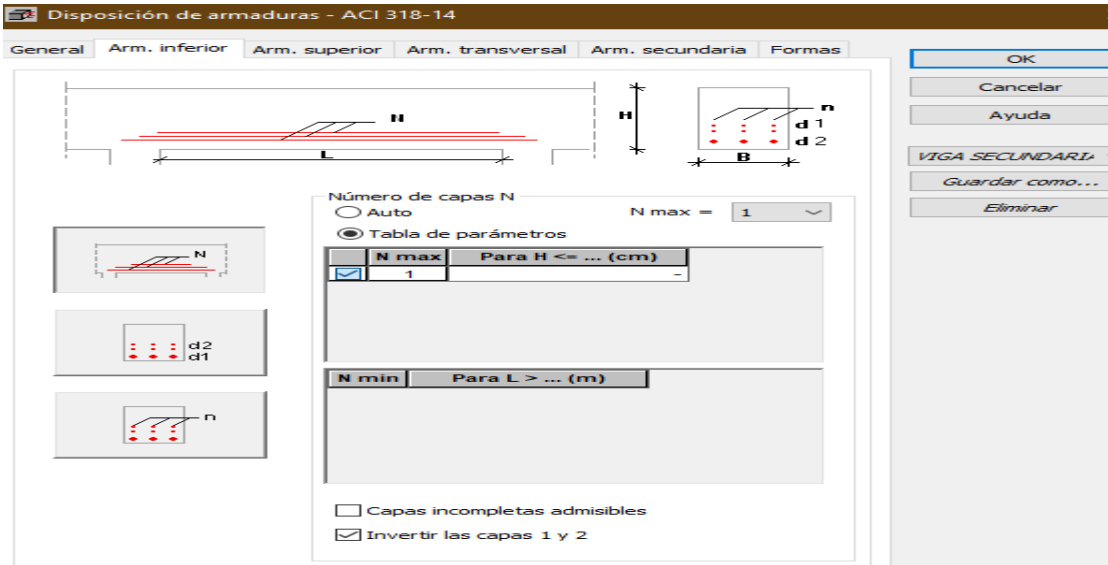 Disposición de armaduras - ACI 318-14
General Arm. inferior Arm. superior Arm. transversal Arm. secundaria Formas
OK
Cancelar
Ayuda
VIGA SECUNDARIA
Guardar como...
Eliminar
N
L
H
n
d 1
d 2
B
Número de capas N
Auto
N max = 1
Tabla de parámetros
N max Para H <= ... (cm)
1 -
N min Para L > ... (m)
Capas incompletas admisibles
Invertir las capas 1 y 2
N
d2
d1
n